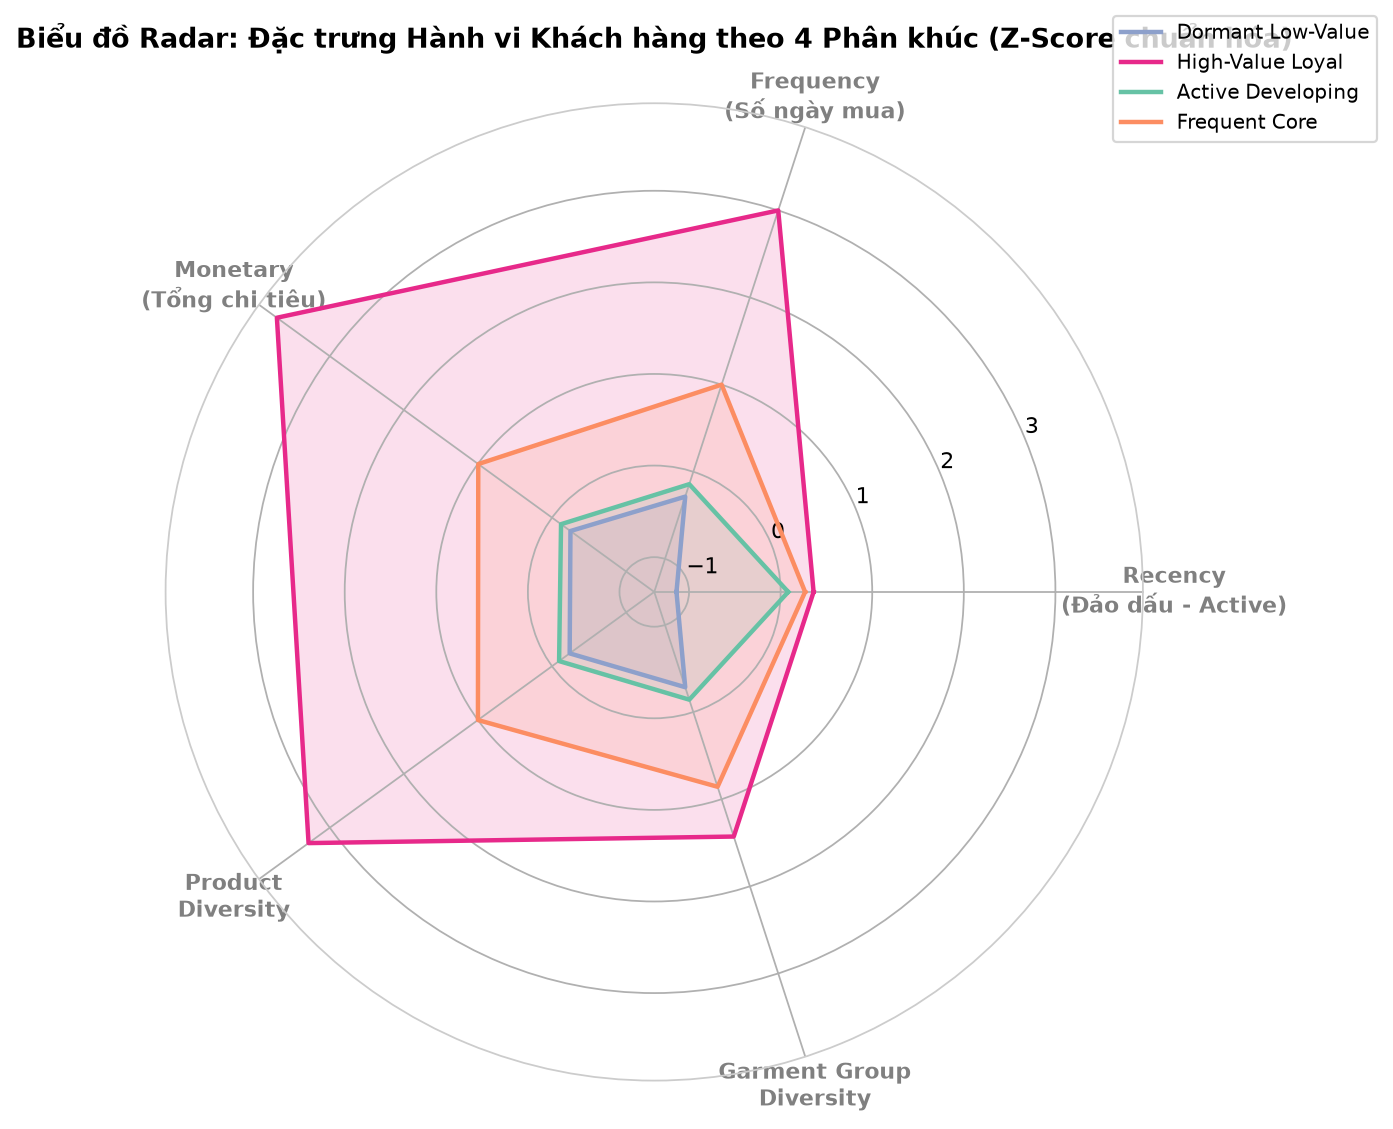 Biểu đồ Radar: Đặc trưng Hành vi Khách hàng theo 4 Phân khúc (Z-Score chuẩn hóa)
Dormant Low-Value
High-Value Loyal
Active Developing
Frequent Core
Frequency
(Số ngày mua)
Monetary
(Tổng chi tiêu)
3
2
1
0
−1
Recency
(Đảo dấu - Active)
Product
Diversity
Garment Group
Diversity